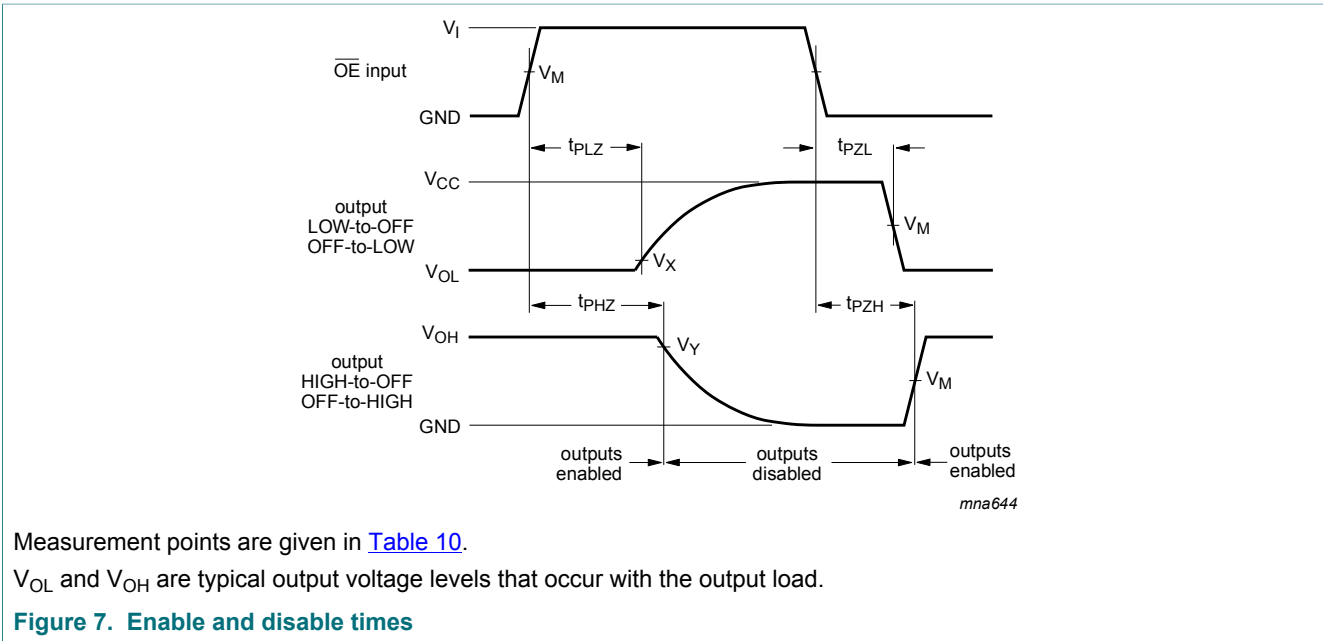 V_I
OE input
V_M
GND
t_PLZ
t_PZL
V_CC
output
LOW-to-OFF
OFF-to-LOW
V_M
V_X
V_OL
t_PHZ
t_PZH
V_OH
V_Y
output
HIGH-to-OFF
OFF-to-HIGH
V_M
GND
outputs enabled
outputs disabled
outputs enabled
mna644
Measurement points are given in Table 10.
V_OL and V_OH are typical output voltage levels that occur with the output load.
Figure 7. Enable and disable times